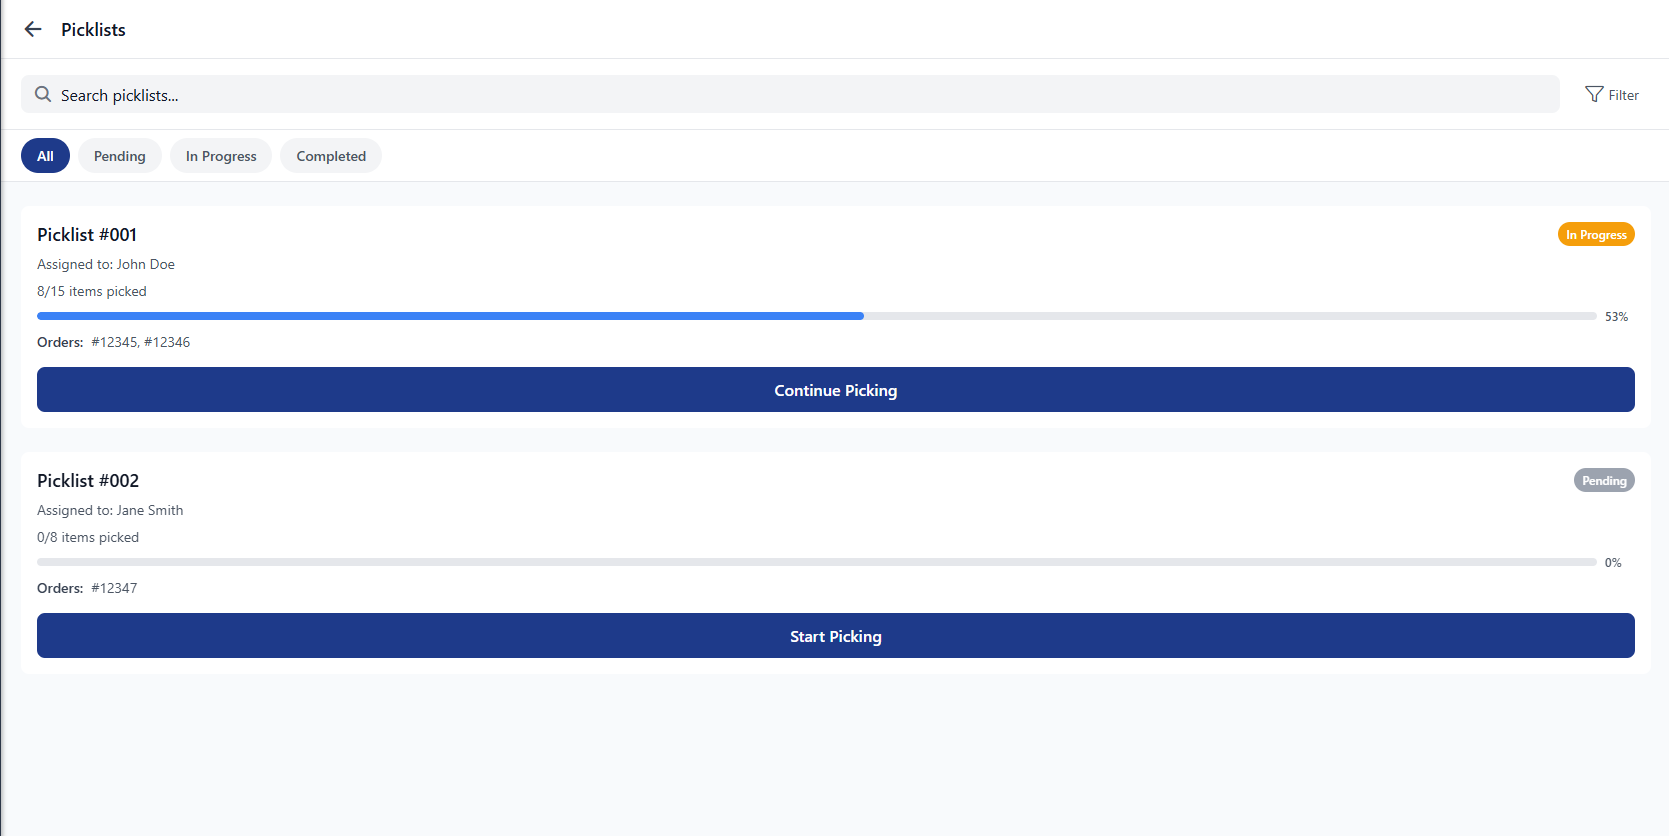 Picklists
Search picklists...
Filter
All
Pending
In Progress
Completed
Picklist #001
In Progress
Assigned to: John Doe
8/15 items picked
53%
Orders: #12345, #12346
Continue Picking
Picklist #002
Pending
Assigned to: Jane Smith
0/8 items picked
0%
Orders: #12347
Start Picking